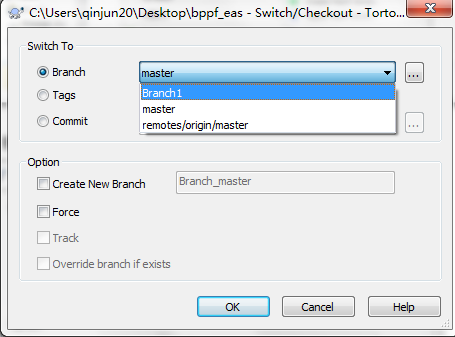 C:\Users\qinjun20\Desktop\bppf_eas - Switch/Checkout - Torto...
Switch To
Branch
master
...
Branch1
master
remotes/origin/master
Tags
Commit
...
Option
Create New Branch
Branch_master
Force
Track
Override branch if exists
OK
Cancel
Help